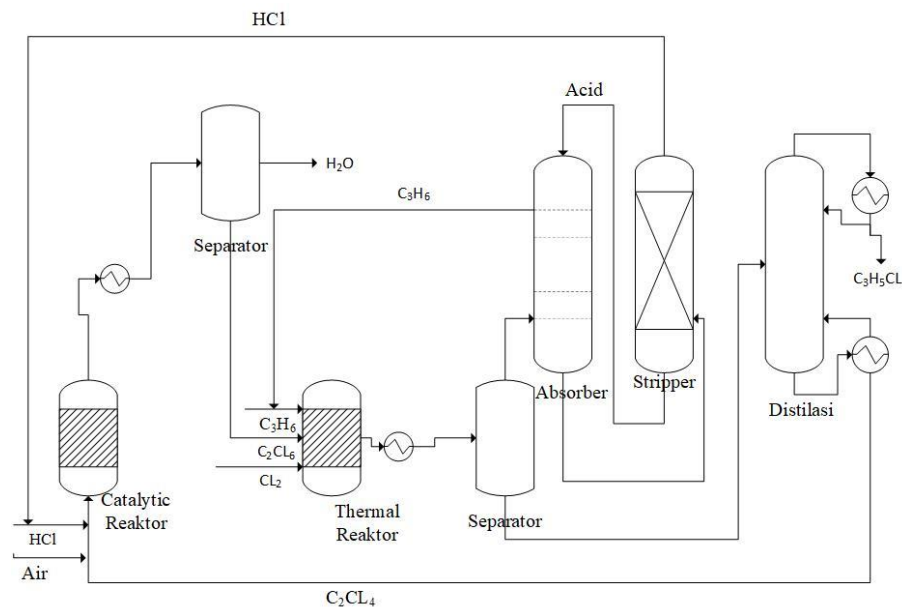 HCl
Acid
H₂O
C₃H₆
Separator
C₃H₅CL
Absorber
Stripper
Distilasi
C₃H₆
C₂CL₆
CL₂
Catalytic
Reaktor
Thermal
Reaktor
Separator
HCl
Air
C₂CL₄